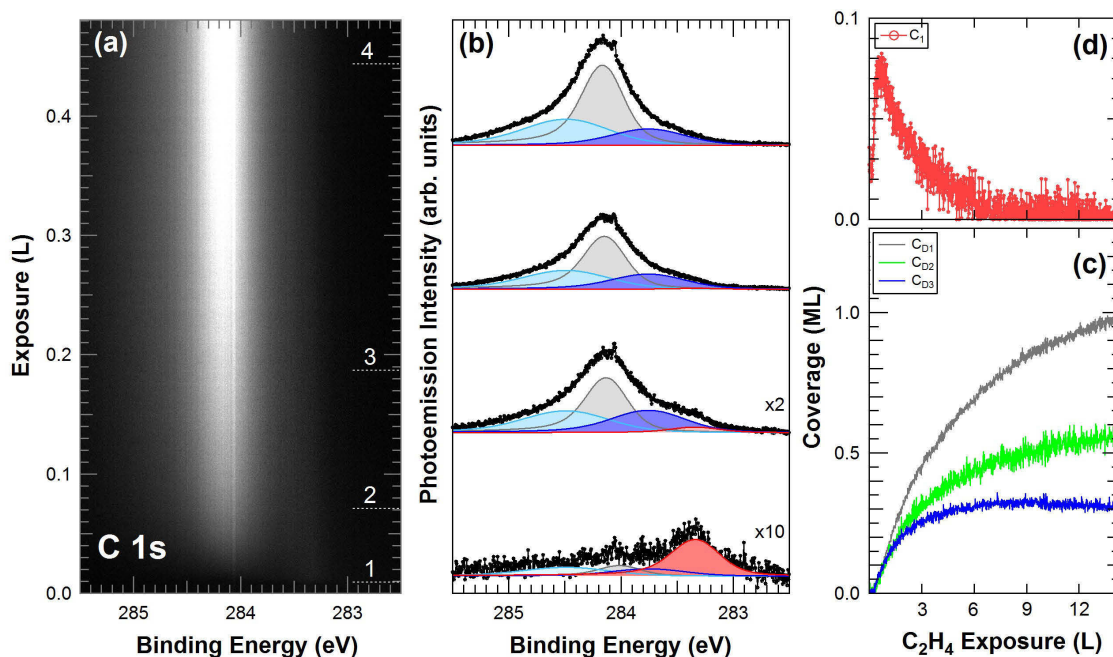 (a)
4
3
2
1
C 1s
0.4
0.3
0.2
0.1
0.0
Exposure (L)
285
284
283
Binding Energy (eV)
(b)
x2
x10
Photoemission Intensity (arb. units)
285
284
283
Binding Energy (eV)
0.1
0.0
C1
(d)
CD1
CD2
CD3
(c)
1.0
0.5
0.0
Coverage (ML)
3
6
9
12
C2H4 Exposure (L)